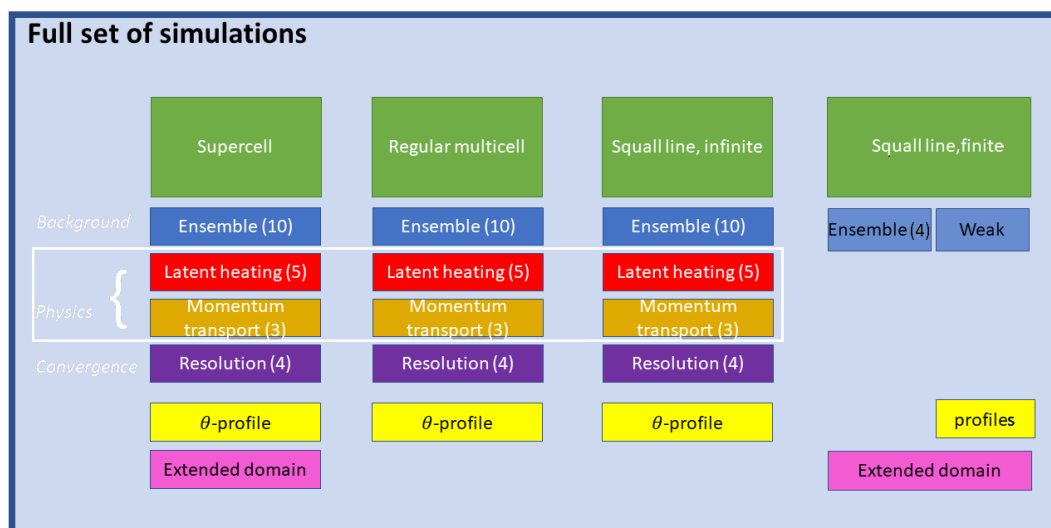 Full set of simulations
Supercell
Regular multicell
Squall line, infinite
Squall line,finite
Background
Ensemble (10)
Ensemble (10)
Ensemble (10)
Ensemble (4)
Weak
Physics
{
Latent heating (5)
Latent heating (5)
Latent heating (5)
Momentum
transport (3)
Momentum
transport (3)
Momentum
transport (3)
Convergence
Resolution (4)
Resolution (4)
Resolution (4)
θ-profile
θ-profile
θ-profile
profiles
Extended domain
Extended domain